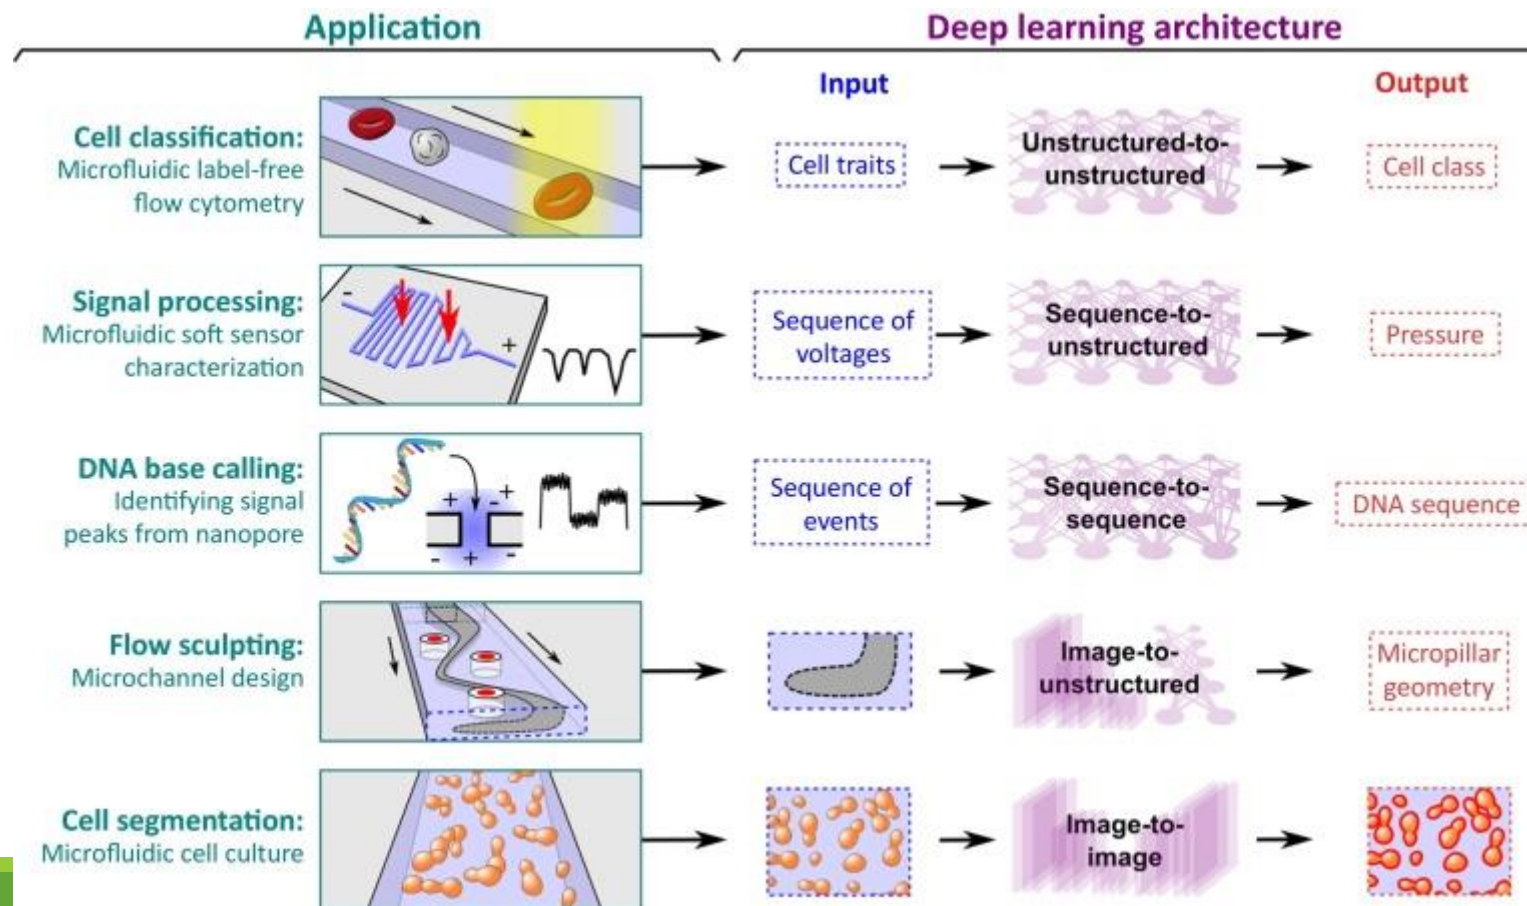 Application
Deep learning architecture
Input
Output
Cell classification:
Microfluidic label-free
flow cytometry
Cell traits
Unstructured-to-
unstructured
Cell class
Signal processing:
Microfluidic soft sensor
characterization
-
+
Sequence of
voltages
Sequence-to-
unstructured
Pressure
DNA base calling:
Identifying signal
peaks from nanopore
+ - +
- + -
Sequence of
events
Sequence-to-
sequence
DNA sequence
Flow sculpting:
Microchannel design
Image-to-
unstructured
Micropillar
geometry
Cell segmentation:
Microfluidic cell culture
Image-to-
image